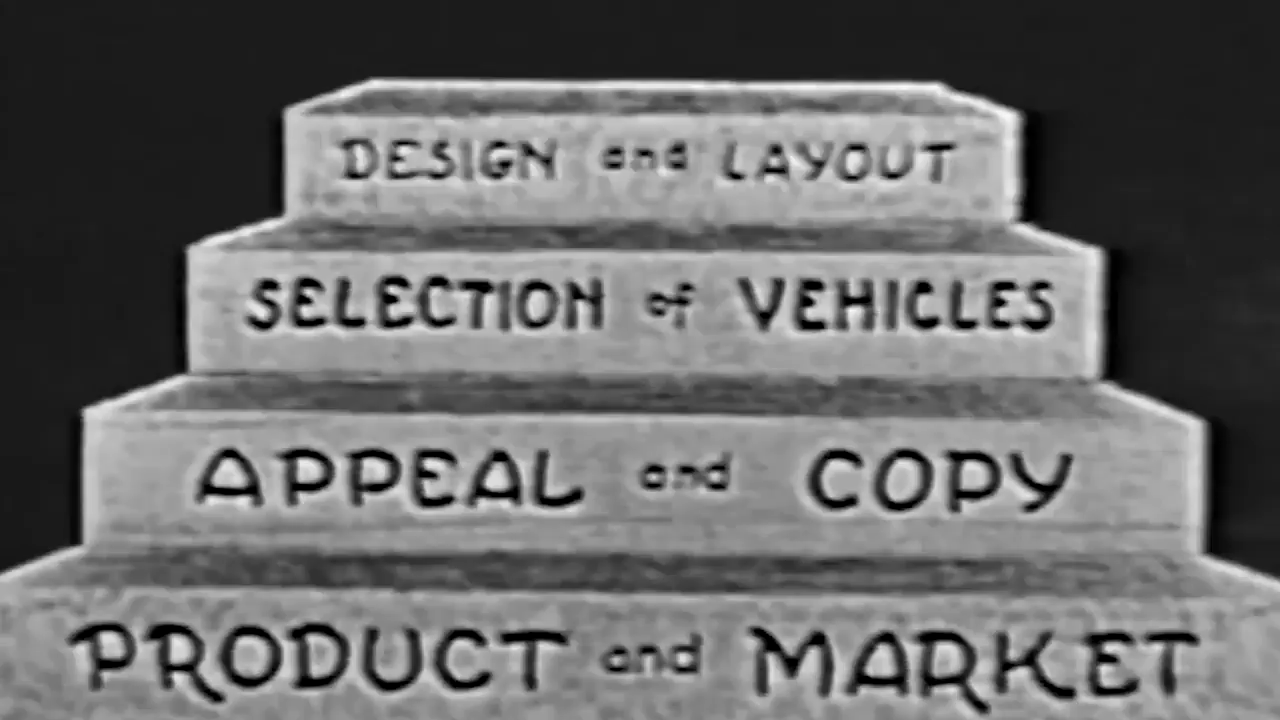 DESIGN and LAYOUT
SELECTION of VEHICLES
APPEAL and COPY
PRODUCT and MARKET